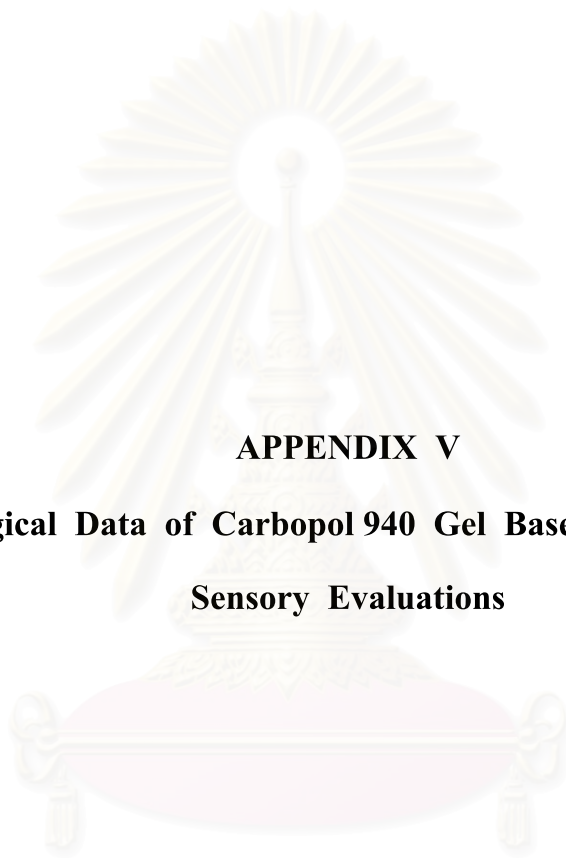 APPENDIX V
gical Data of Carbopol 940 Gel Base
Sensory Evaluations